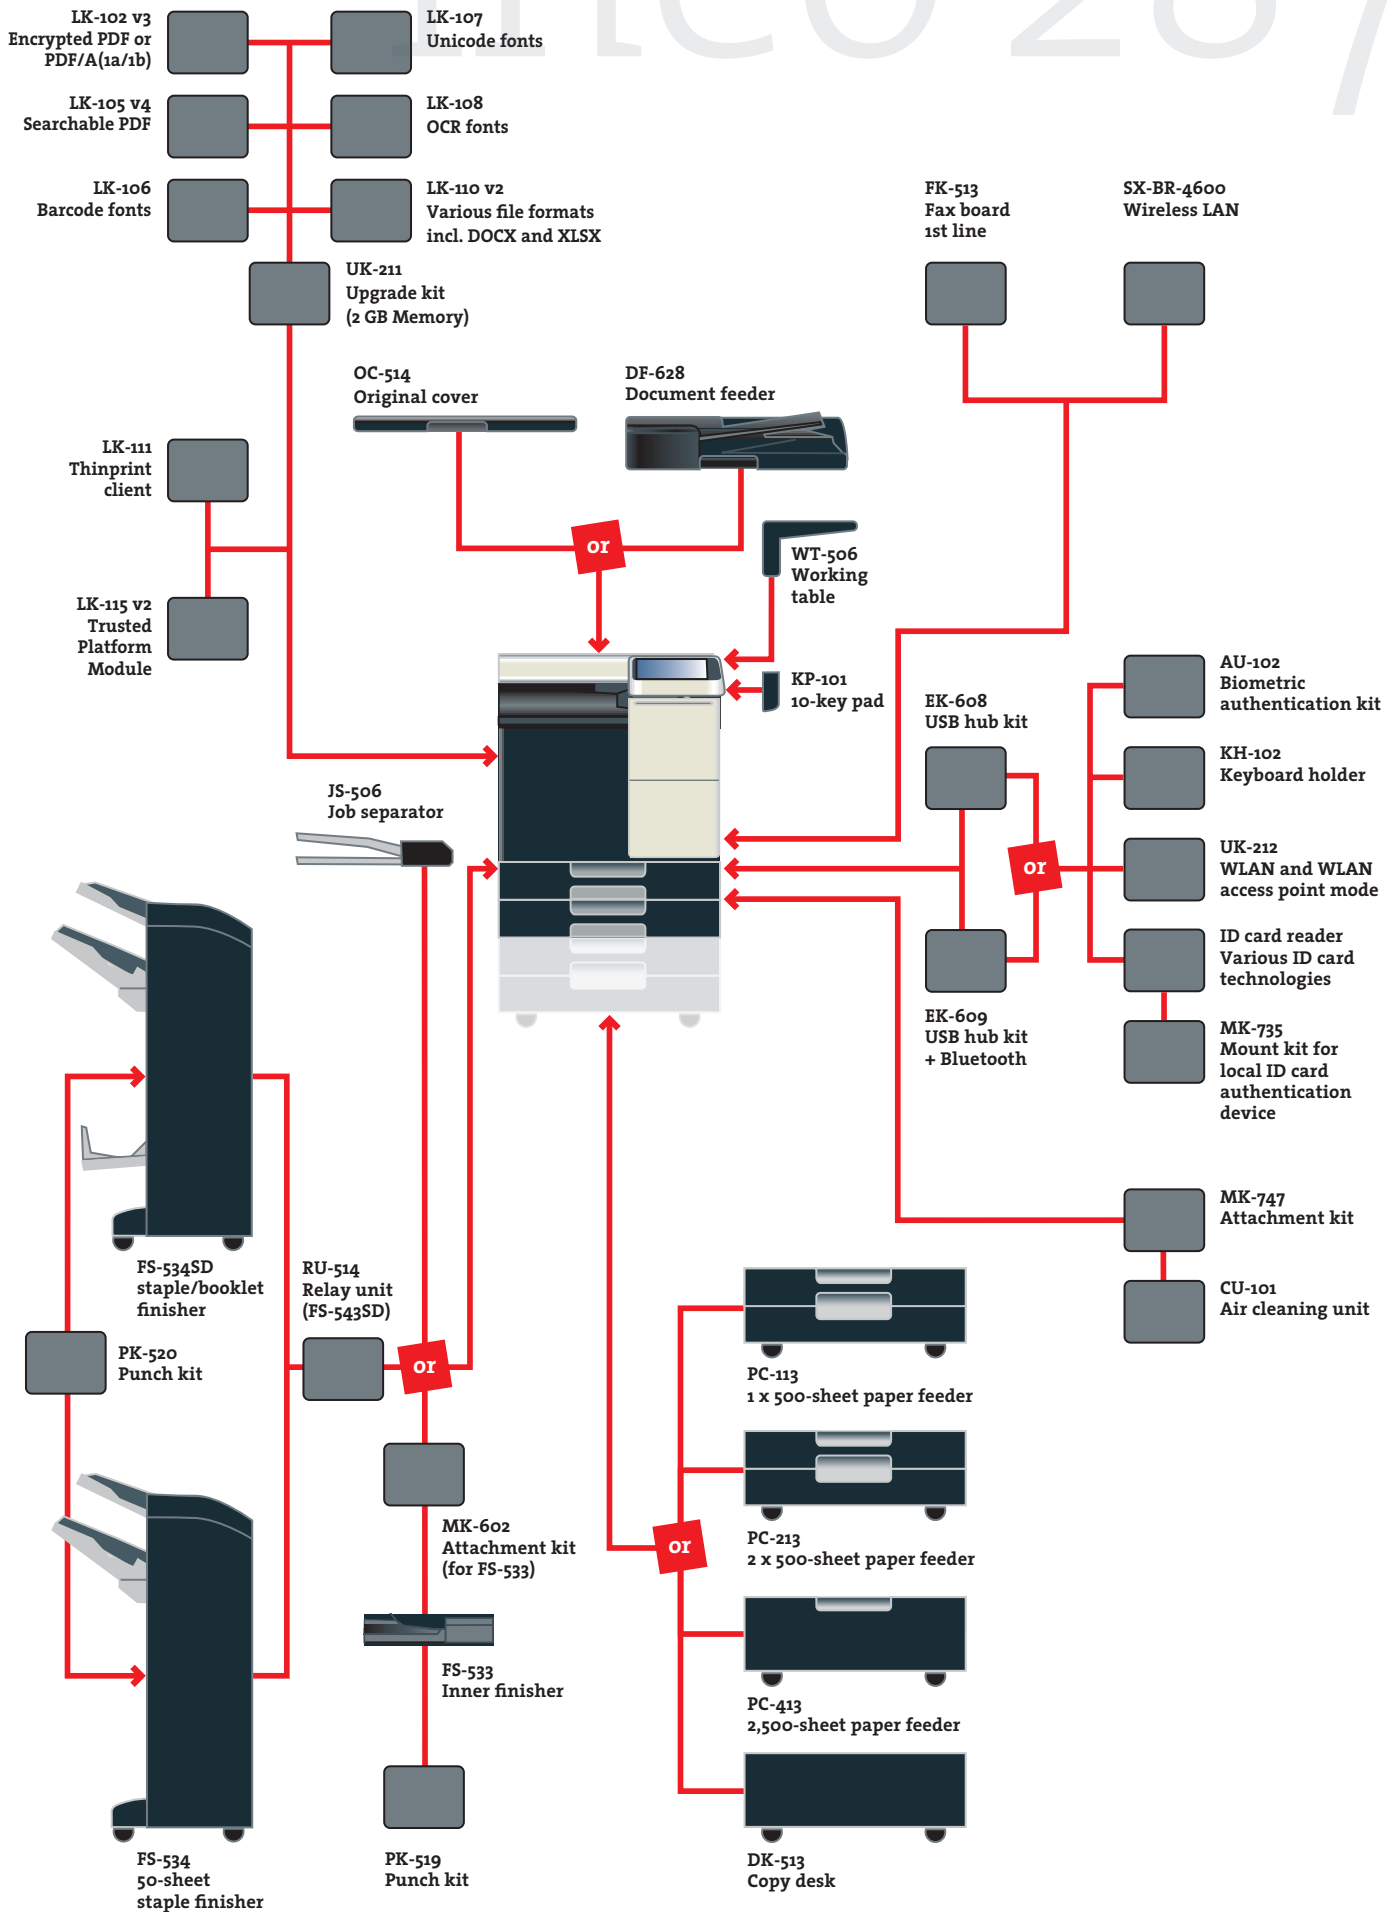 ineo 287
LK-102 v3
Encrypted PDF or
PDF/A(1a/1b)
LK-107
Unicode fonts
LK-105 v4
Searchable PDF
LK-108
OCR fonts
LK-106
Barcode fonts
LK-110 v2
Various file formats
incl. DOCX and XLSX
UK-211
Upgrade kit
(2 GB Memory)
FK-513
Fax board
1st line
SX-BR-4600
Wireless LAN
OC-514
Original cover
DF-628
Document feeder
LK-111
Thinprint
client
or
WT-506
Working
table
LK-115 v2
Trusted
Platform
Module
KP-101
10-key pad
AU-102
Biometric
authentication kit
EK-608
USB hub kit
KH-102
Keyboard holder
JS-506
Job separator
or
UK-212
WLAN and WLAN
access point mode
ID card reader
Various ID card
technologies
EK-609
USB hub kit
+ Bluetooth
MK-735
Mount kit for
local ID card
authentication
device
MK-747
Attachment kit
CU-101
Air cleaning unit
FS-534SD
staple/booklet
finisher
RU-514
Relay unit
(FS-543SD)
PK-520
Punch kit
or
PC-113
1 x 500-sheet paper feeder
MK-602
Attachment kit
(for FS-533)
or
PC-213
2 x 500-sheet paper feeder
FS-533
Inner finisher
PC-413
2,500-sheet paper feeder
FS-534
50-sheet
staple finisher
PK-519
Punch kit
DK-513
Copy desk